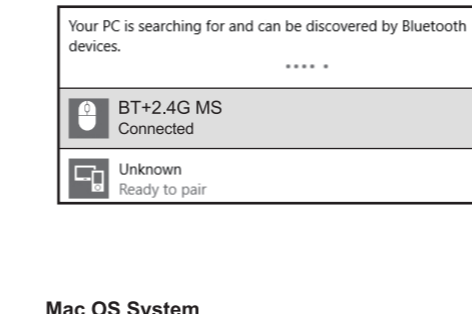 Your PC is searching for and can be discovered by Bluetooth
devices.
BT+2.4G MS
Connected
Unknown
Ready to pair
Mac OS System